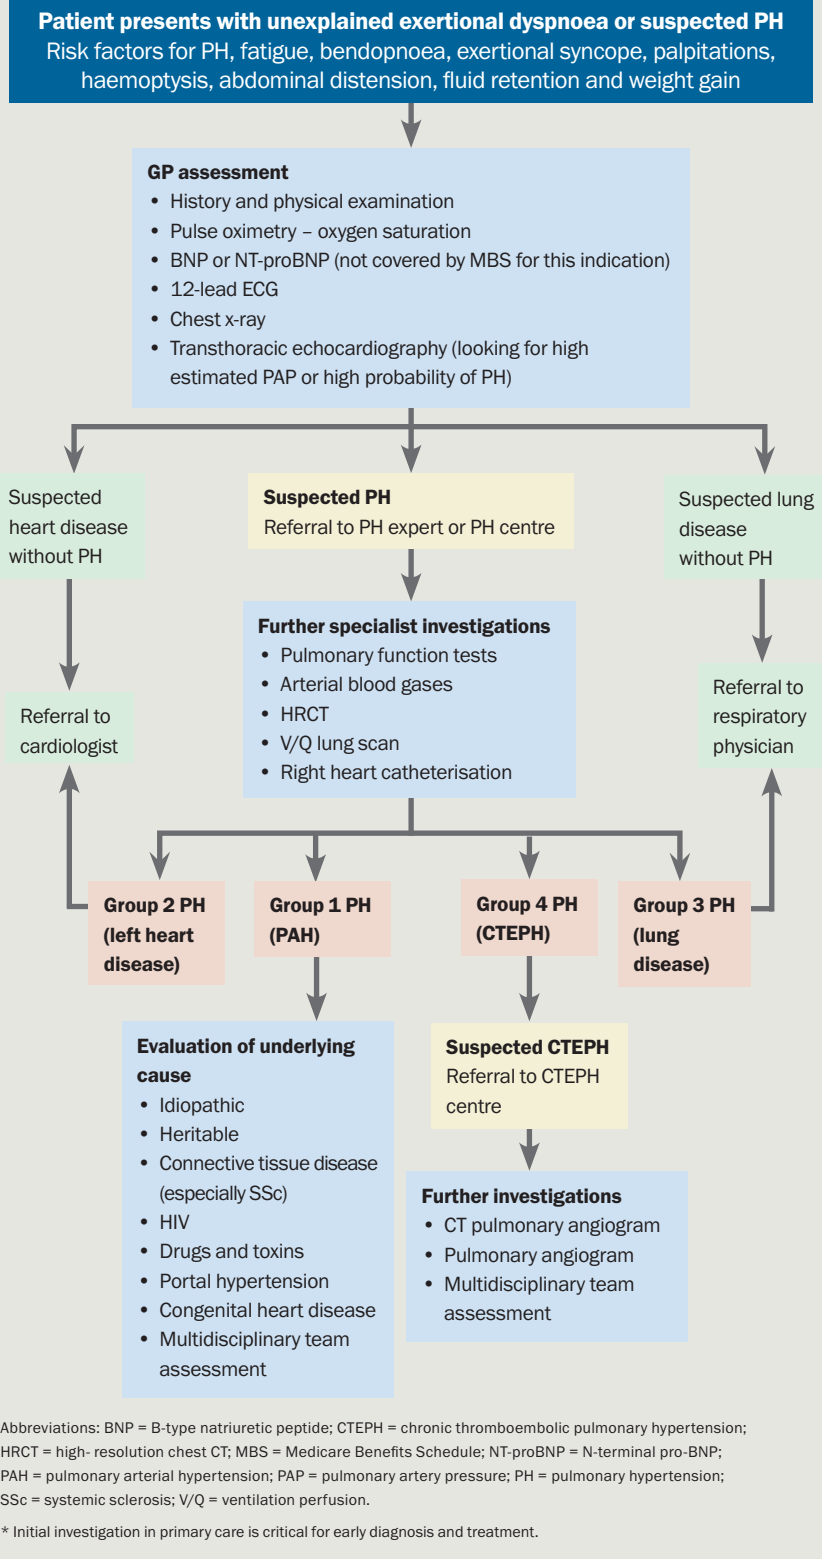 Patient presents with unexplained exertional dyspnoea or suspected PH
Risk factors for PH, fatigue, bendopnoea, exertional syncope, palpitations,
haemoptysis, abdominal distension, fluid retention and weight gain
GP assessment
• History and physical examination
• Pulse oximetry – oxygen saturation
• BNP or NT-proBNP (not covered by MBS for this indication)
• 12-lead ECG
• Chest x-ray
• Transthoracic echocardiography (looking for high
estimated PAP or high probability of PH)
Suspected
heart disease
without PH
Suspected PH
Referral to PH expert or PH centre
Suspected lung
disease
without PH
Further specialist investigations
• Pulmonary function tests
• Arterial blood gases
• HRCT
• V/Q lung scan
• Right heart catheterisation
Referral to
cardiologist
Referral to
respiratory
physician
Group 2 PH
(left heart
disease)
Group 1 PH
(PAH)
Group 4 PH
(CTEPH)
Group 3 PH
(lung
disease)
Evaluation of underlying
cause
• Idiopathic
• Heritable
• Connective tissue disease
(especially SSc)
• HIV
• Drugs and toxins
• Portal hypertension
• Congenital heart disease
• Multidisciplinary team
assessment
Suspected CTEPH
Referral to CTEPH
centre
Further investigations
• CT pulmonary angiogram
• Pulmonary angiogram
• Multidisciplinary team
assessment
Abbreviations: BNP = B-type natriuretic peptide; CTEPH = chronic thromboembolic pulmonary hypertension;
HRCT = high- resolution chest CT; MBS = Medicare Benefits Schedule; NT-proBNP = N-terminal pro-BNP;
PAH = pulmonary arterial hypertension; PAP = pulmonary artery pressure; PH = pulmonary hypertension;
SSc = systemic sclerosis; V/Q = ventilation perfusion.
* Initial investigation in primary care is critical for early diagnosis and treatment.